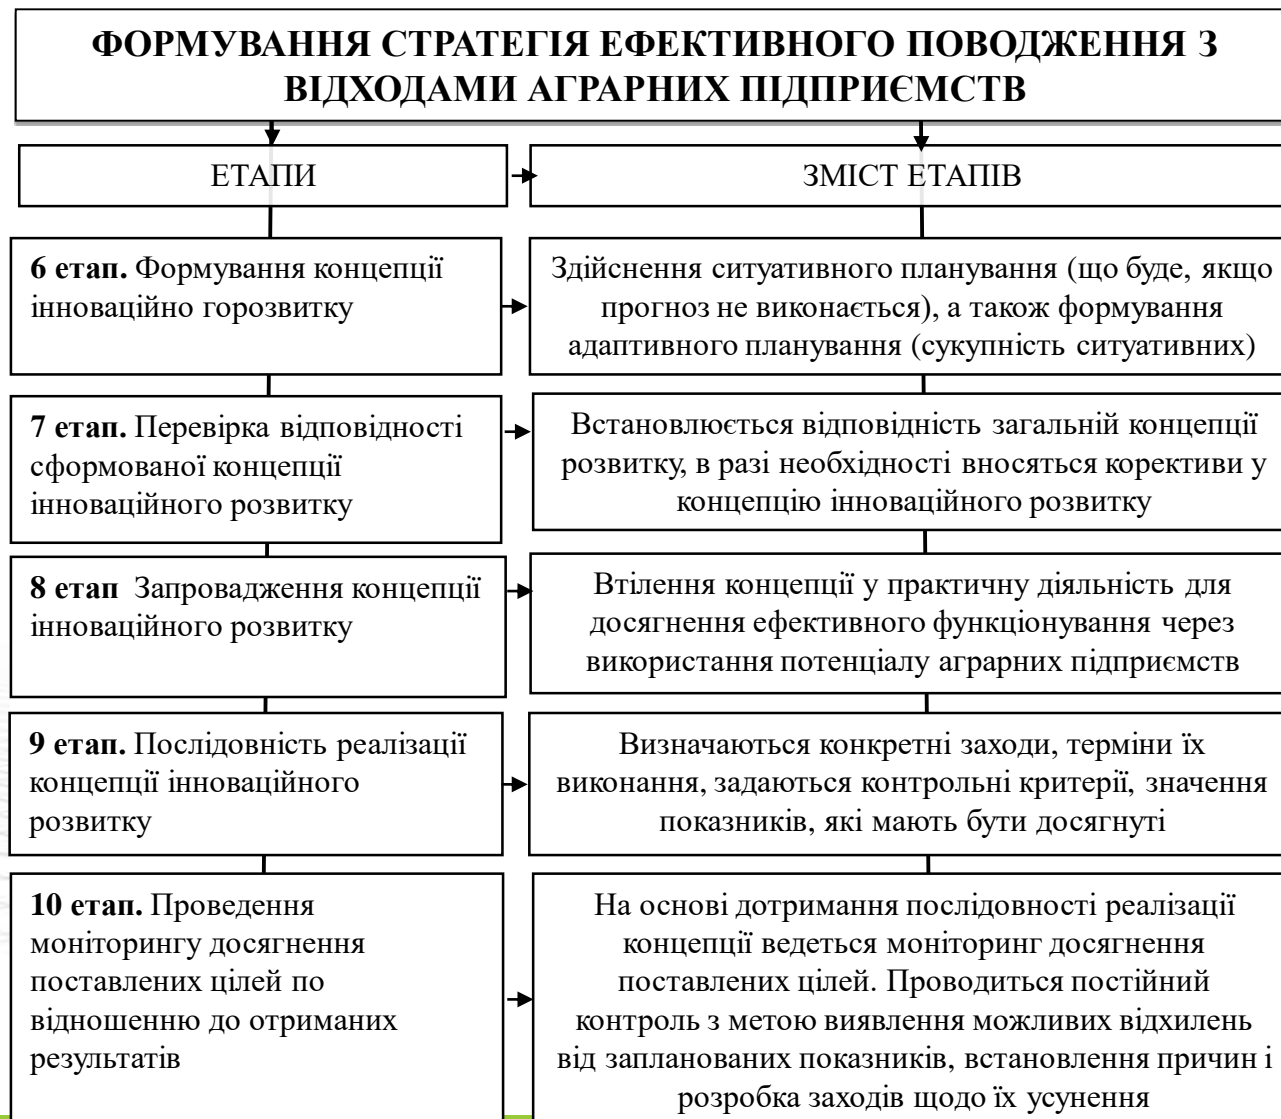 ФОРМУВАННЯ СТРАТЕГІЯ ЕФЕКТИВНОГО ПОВОДЖЕННЯ З
ВІДХОДАМИ АГРАРНИХ ПІДПРИЄМСТВ
ЕТАПИ
ЗМІСТ ЕТАПІВ
6 етап. Формування концепції
інноваційно горозвитку
Здійснення ситуативного планування (що буде, якщо
прогноз не виконається), а також формування
адаптивного планування (сукупність ситуативних)
7 етап. Перевірка відповідності
сформованої концепції
інноваційного розвитку
Встановлюється відповідність загальній концепції
розвитку, в разі необхідності вносяться корективи у
концепцію інноваційного розвитку
8 етап Запровадження концепції
інноваційного розвитку
Втілення концепції у практичну діяльність для
досягнення ефективного функціонування через
використання потенціалу аграрних підприємств
9 етап. Послідовність реалізації
концепції інноваційного
розвитку
Визначаються конкретні заходи, терміни їх
виконання, задаються контрольні критерії, значення
показників, які мають бути досягнуті
10 етап. Проведення
моніторингу досягнення
поставлених цілей по
відношенню до отриманих
результатів
На основі дотримання послідовності реалізації
концепції ведеться моніторинг досягнення
поставлених цілей. Проводиться постійний
контроль з метою виявлення можливих відхилень
від запланованих показників, встановлення причин і
розробка заходів щодо їх усунення